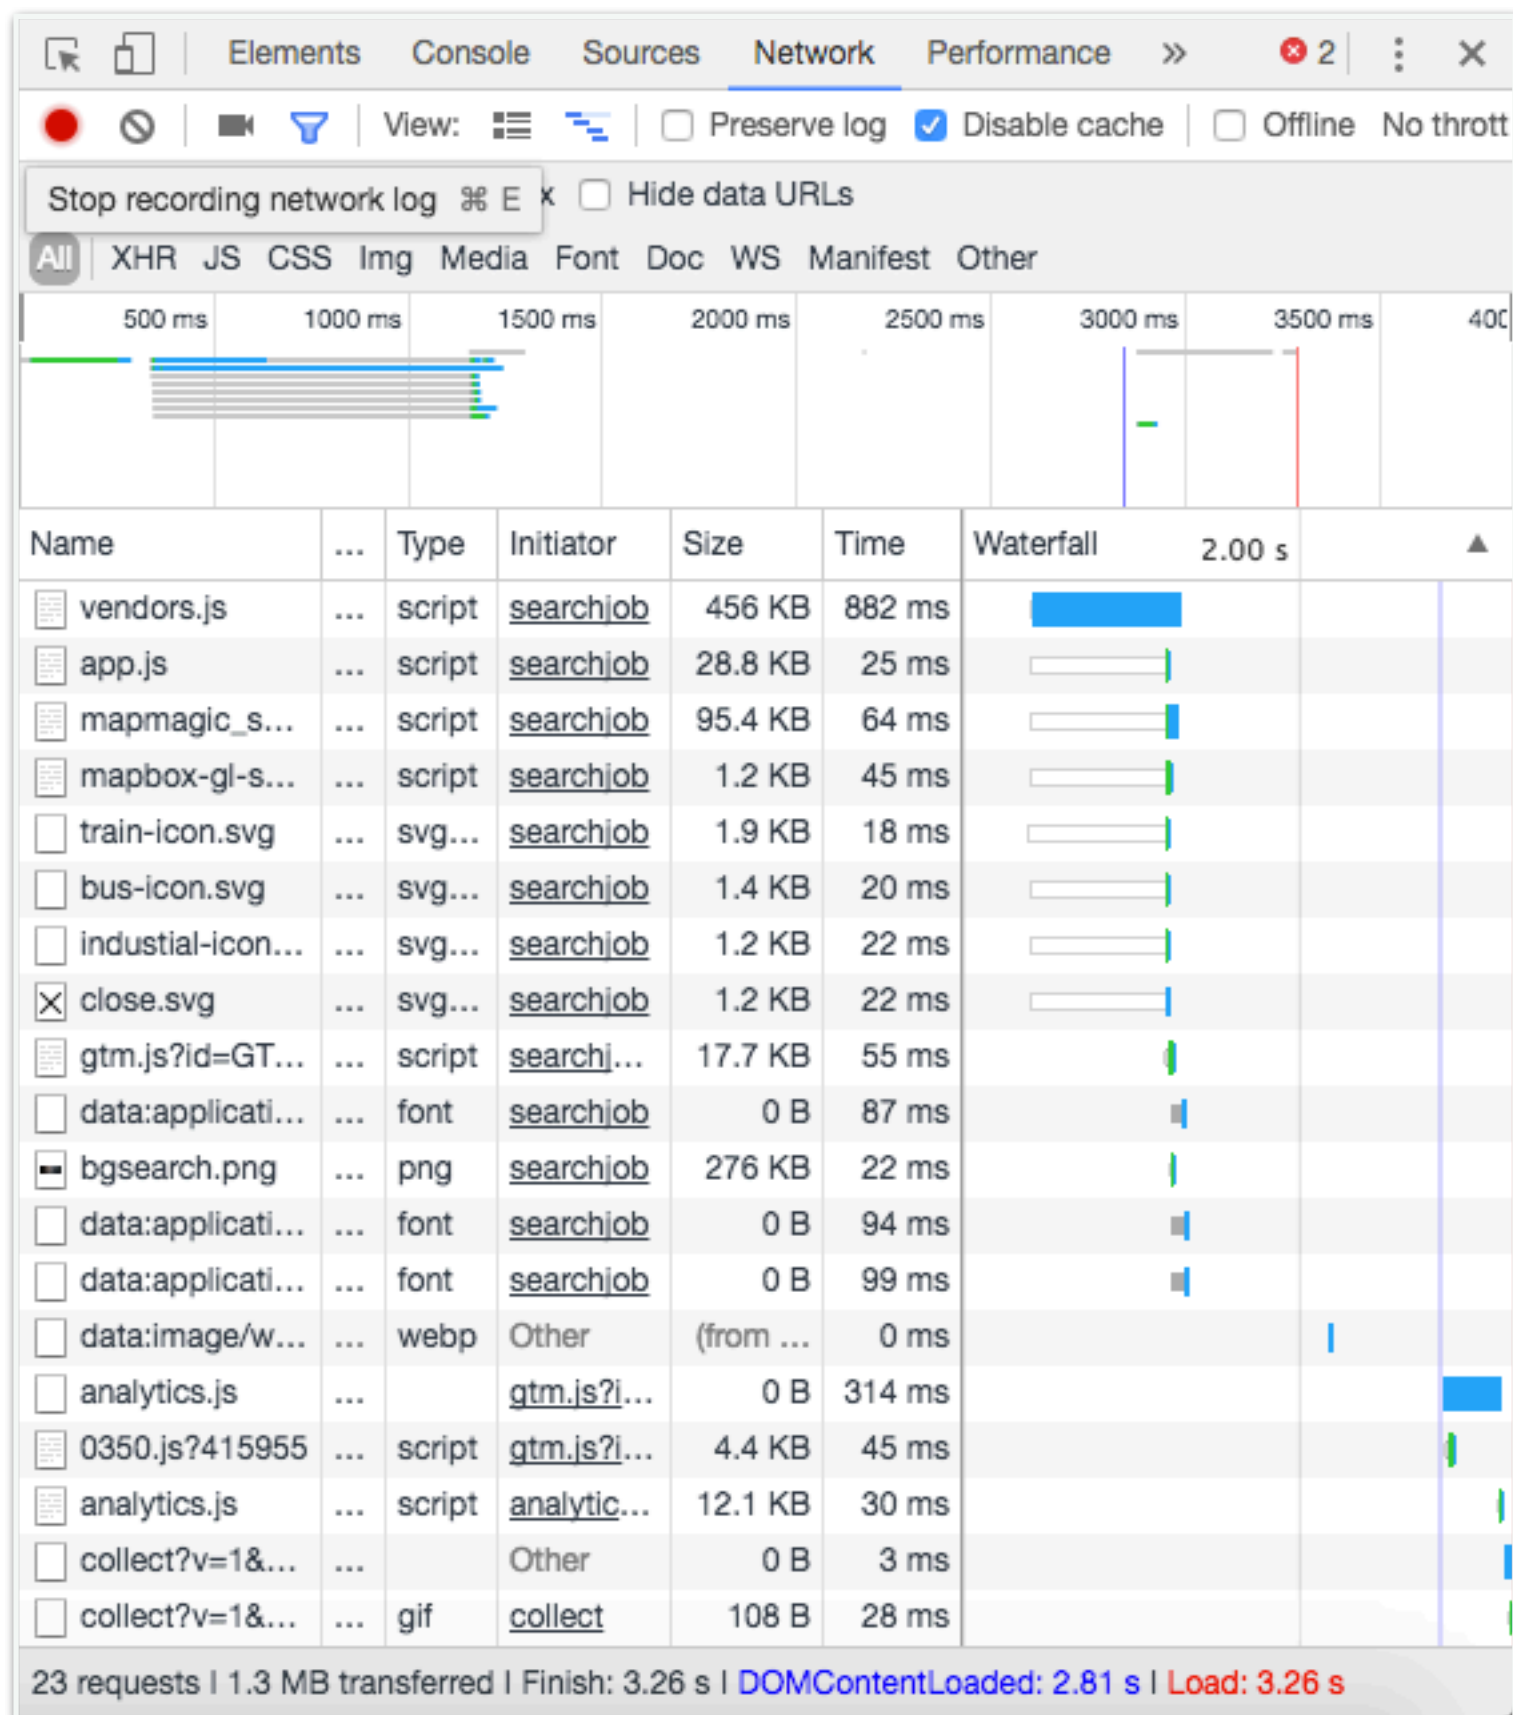 Elements Console Sources Network Performance » 2
View: Preserve log Disable cache Offline No thrott
Stop recording network log ⌘ E x Hide data URLs
All XHR JS CSS Img Media Font Doc WS Manifest Other
500 ms 1000 ms 1500 ms 2000 ms 2500 ms 3000 ms 3500 ms 400
Name ... Type Initiator Size Time Waterfall 2.00 s ▲
vendors.js ... script searchjob 456 KB 882 ms
app.js ... script searchjob 28.8 KB 25 ms
mapmagic_s... ... script searchjob 95.4 KB 64 ms
mapbox-gl-s... ... script searchjob 1.2 KB 45 ms
train-icon.svg ... svg... searchjob 1.9 KB 18 ms
bus-icon.svg ... svg... searchjob 1.4 KB 20 ms
industial-icon... ... svg... searchjob 1.2 KB 22 ms
close.svg ... svg... searchjob 1.2 KB 22 ms
gtm.js?id=GT... ... script searchj... 17.7 KB 55 ms
data:applicati... ... font searchjob 0 B 87 ms
bgsearch.png ... png searchjob 276 KB 22 ms
data:applicati... ... font searchjob 0 B 94 ms
data:applicati... ... font searchjob 0 B 99 ms
data:image/w... ... webp Other (from ... 0 ms
analytics.js ... gtm.js?i... 0 B 314 ms
0350.js?415955 ... script gtm.js?i... 4.4 KB 45 ms
analytics.js ... script analytic... 12.1 KB 30 ms
collect?v=1&... ... Other 0 B 3 ms
collect?v=1&... ... gif collect 108 B 28 ms
23 requests | 1.3 MB transferred | Finish: 3.26 s | DOMContentLoaded: 2.81 s | Load: 3.26 s